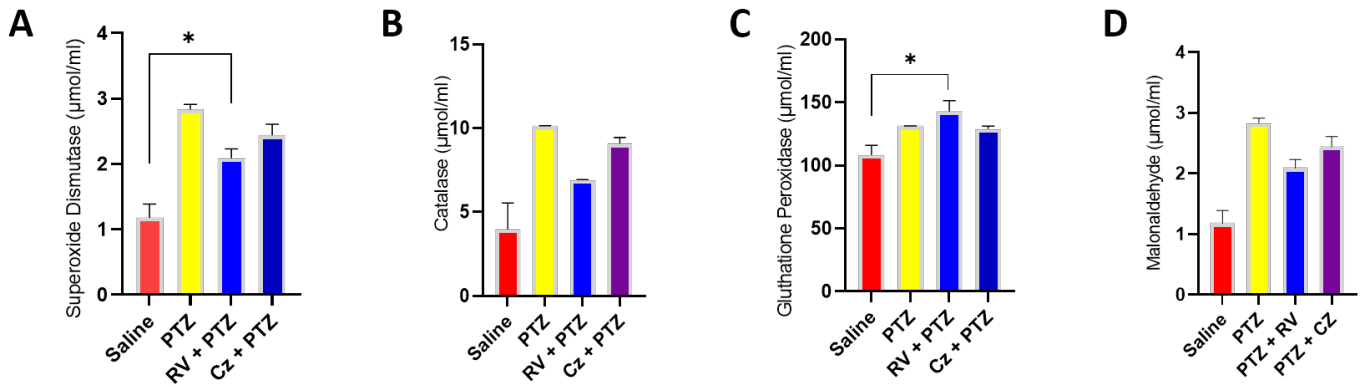 A
Superoxide Dismutase (µmol/ml)
4
3
2
1
0
*
Saline
PTZ
RV + PTZ
Cz + PTZ
B
Catalase (µmol/ml)
15
10
5
0
Saline
PTZ
RV + PTZ
Cz + PTZ
C
Gluthatione Peroxidase (µmol/ml)
200
150
100
50
0
*
Saline
PTZ
RV + PTZ
Cz + PTZ
D
Malonaldehyde (µmol/ml)
4
3
2
1
0
Saline
PTZ
PTZ + RV
PTZ + CZ